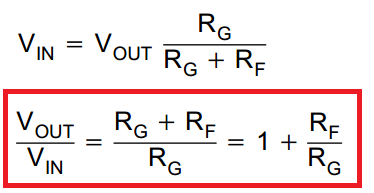 V_IN = V_OUT R_G / (R_G + R_F)
V_OUT / V_IN = (R_G + R_F) / R_G = 1 + R_F / R_G